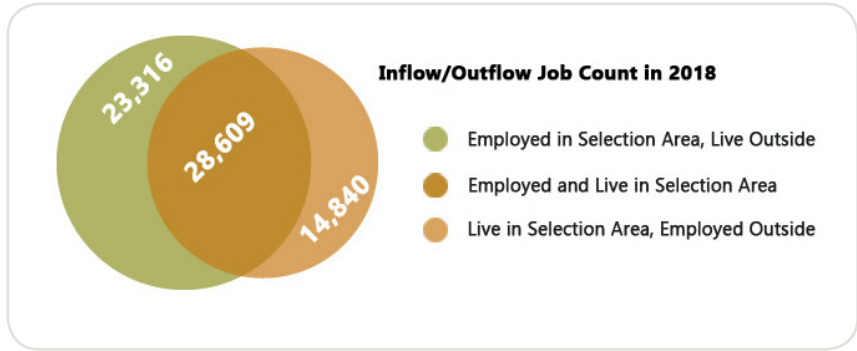 23,316
28,609
14,840
Inflow/Outflow Job Count in 2018
Employed in Selection Area, Live Outside
Employed and Live in Selection Area
Live in Selection Area, Employed Outside